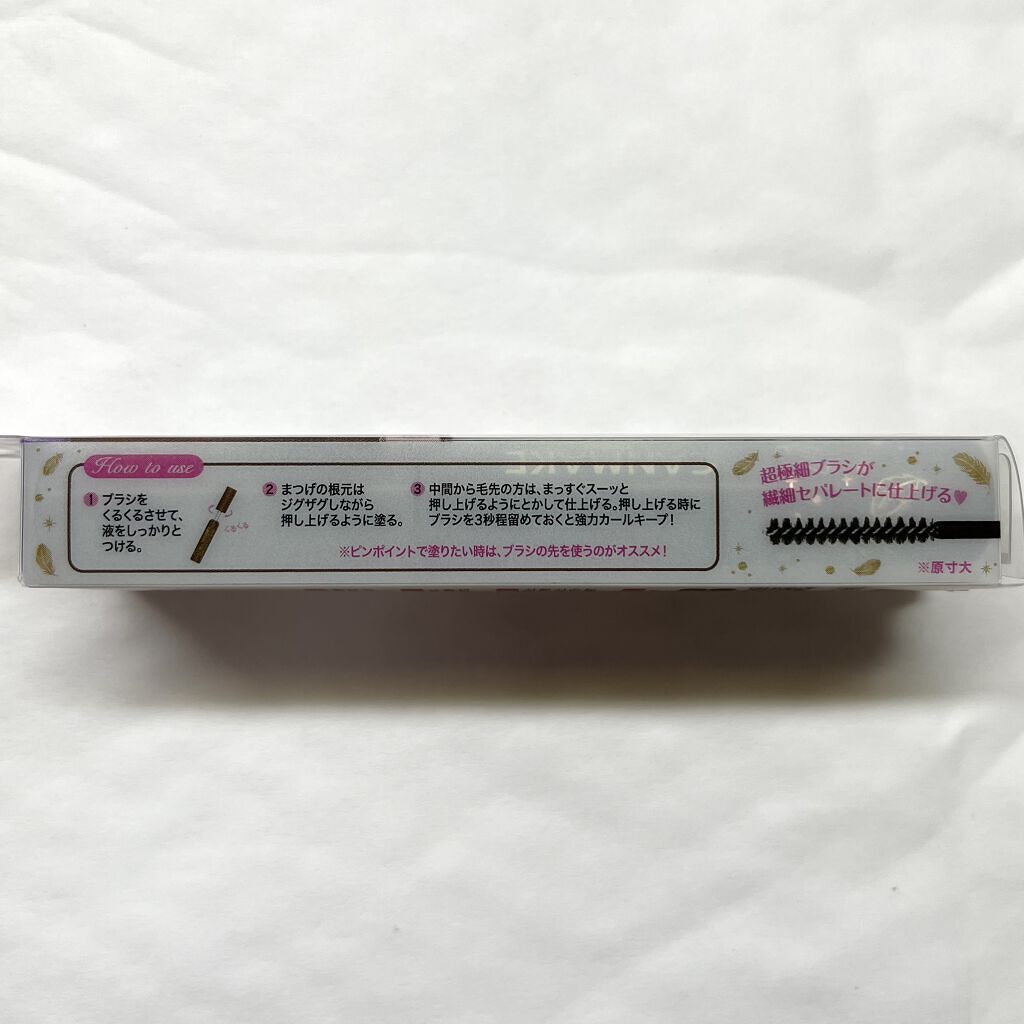 How to use
1 ブラシを
くるくるさせて、
液をしっかりと
つける。
くるくる
2 まつげの根元は
ジグザグしながら
押し上げるように塗る。
3 中間から毛先の方は、まっすぐスーッと
押し上げるようにとかして仕上げる。押し上げる時に
ブラシを3秒程留めておくと強力カールキープ!
※ピンポイントで塗りたい時は、ブラシの先を使うのがオススメ!
超極細ブラシが
繊細セパレートに仕上げる♥
※原寸大